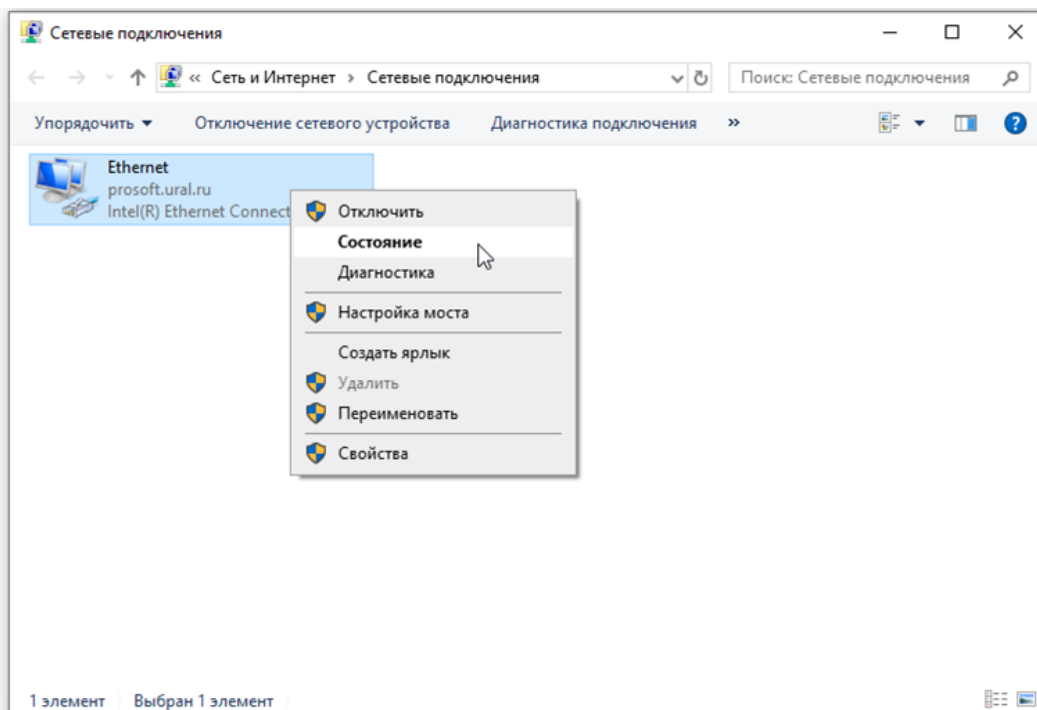 Сетевые подключения
« Сеть и Интернет › Сетевые подключения
Поиск: Сетевые подключения
Упорядочить Отключение сетевого устройства Диагностика подключения »
Ethernet
prosoft.ural.ru
Intel(R) Ethernet Connect
Отключить
Состояние
Диагностика
Настройка моста
Создать ярлык
Удалить
Переименовать
Свойства
1 элемент Выбран 1 элемент